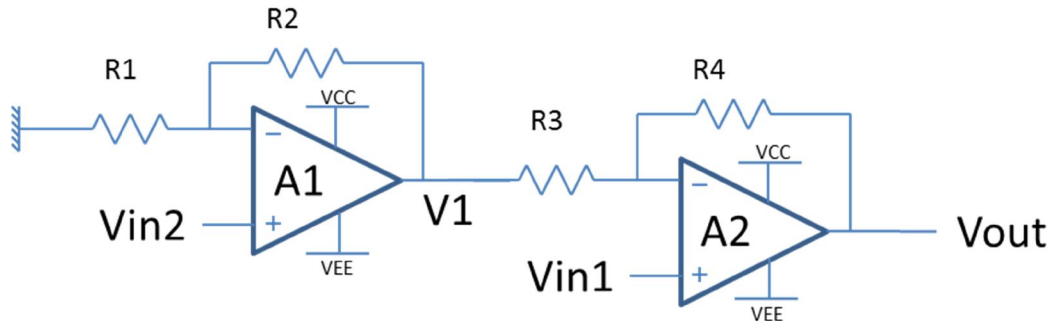 R2
R1
VCC
−
A1
Vin2
+
VEE
V1
R3
R4
VCC
−
A2
Vin1
+
VEE
Vout